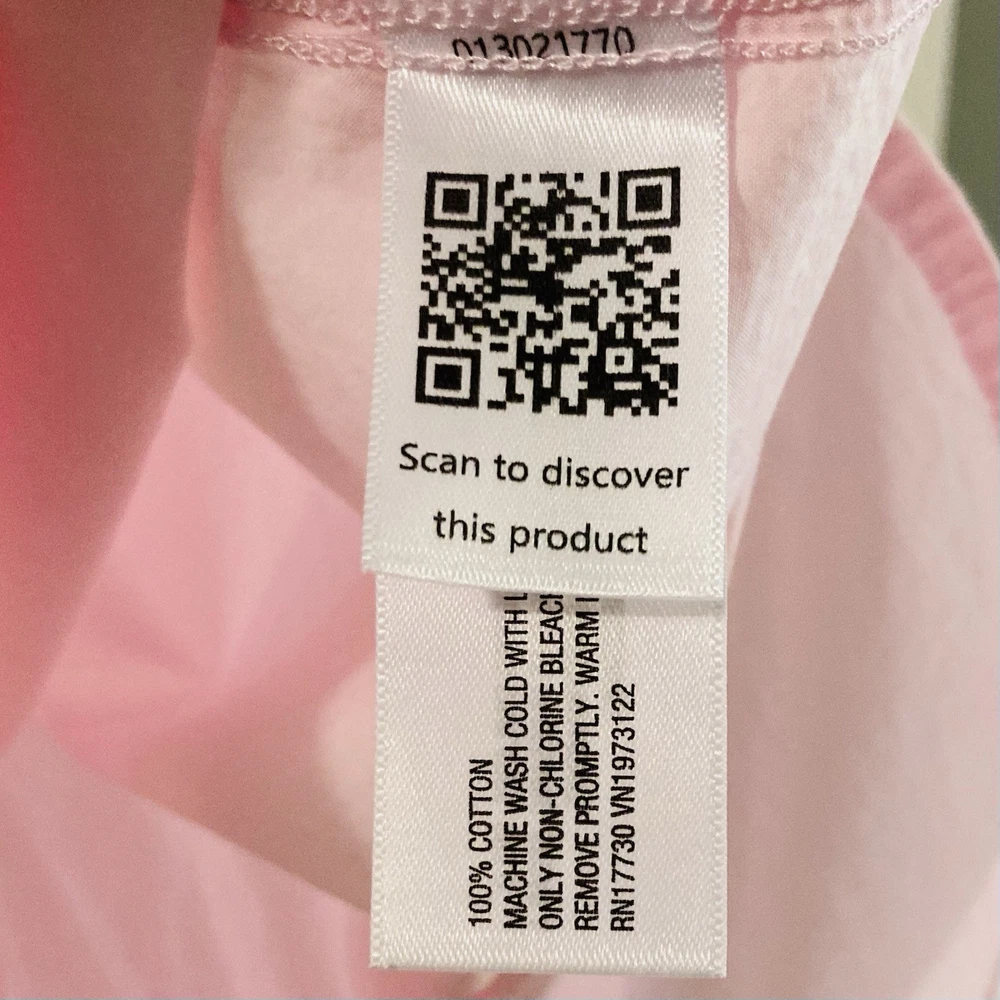 013021770
Scan to discover
this product
100% COTTON
MACHINE WASH COLD WITH
ONLY NON-CHLORINE BLEACH
REMOVE PROMPTLY. WARM
RN17730 VN1973122